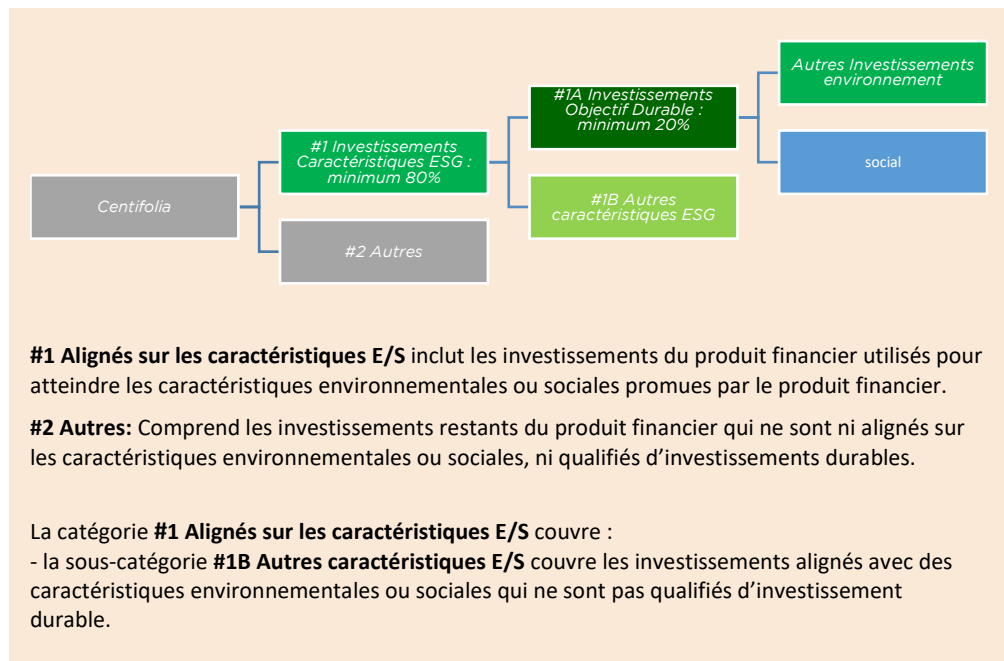 Centifolia
#1 Investissements
Caractéristiques ESG :
minimum 80%
#2 Autres
#1A Investissements
Objectif Durable :
minimum 20%
#1B Autres
caractéristiques ESG
Autres Investissements
environnement
social
#1 Alignés sur les caractéristiques E/S inclut les investissements du produit financier utilisés pour
atteindre les caractéristiques environnementales ou sociales promues par le produit financier.
#2 Autres: Comprend les investissements restants du produit financier qui ne sont ni alignés sur
les caractéristiques environnementales ou sociales, ni qualifiés d’investissements durables.
La catégorie #1 Alignés sur les caractéristiques E/S couvre :
- la sous-catégorie #1B Autres caractéristiques E/S couvre les investissements alignés avec des
caractéristiques environnementales ou sociales qui ne sont pas qualifiés d’investissement
durable.